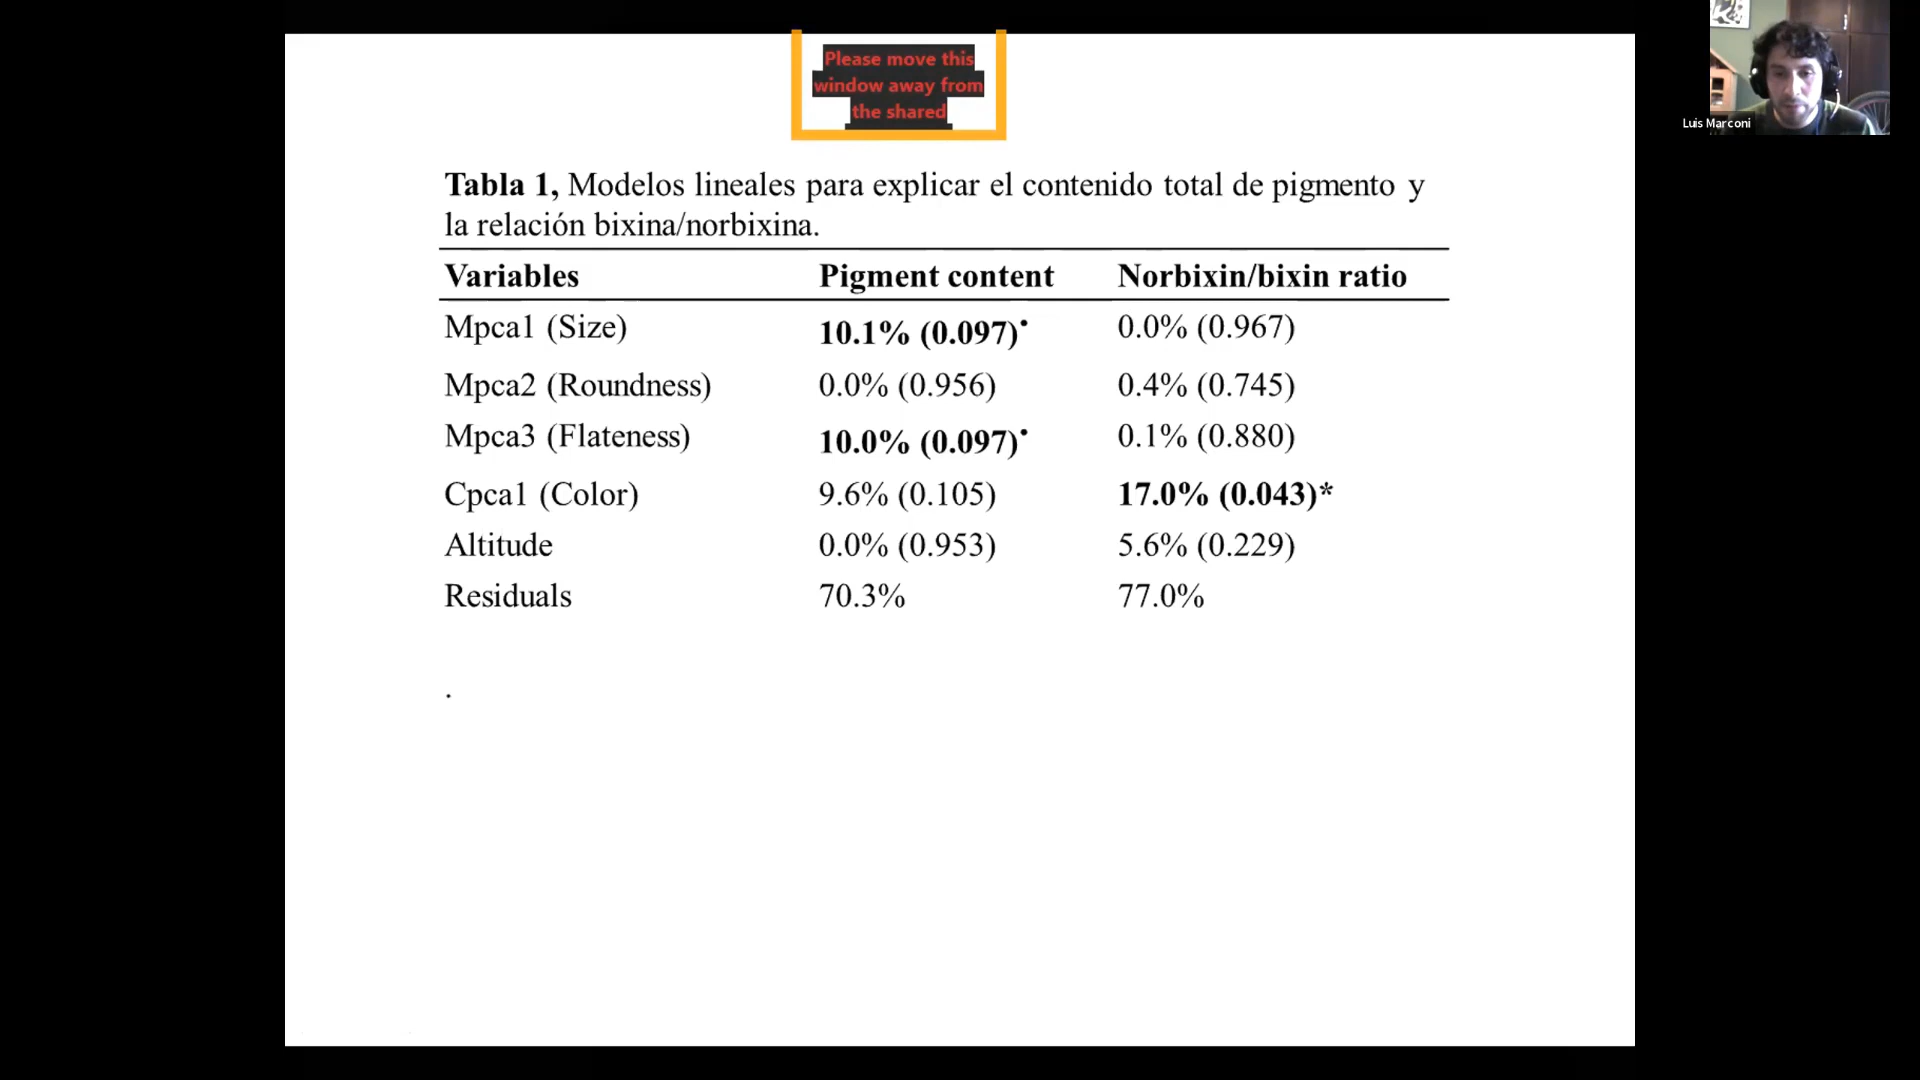 Please move this
window away from
the shared
Luis Marconi
Tabla 1, Modelos lineales para explicar el contenido total de pigmento y
la relación bixina/norbixina.
Variables Pigment content Norbixin/bixin ratio
Mpca1 (Size) 10.1% (0.097)• 0.0% (0.967)
Mpca2 (Roundness) 0.0% (0.956) 0.4% (0.745)
Mpca3 (Flateness) 10.0% (0.097)• 0.1% (0.880)
Cpca1 (Color) 9.6% (0.105) 17.0% (0.043)*
Altitude 0.0% (0.953) 5.6% (0.229)
Residuals 70.3% 77.0%
.